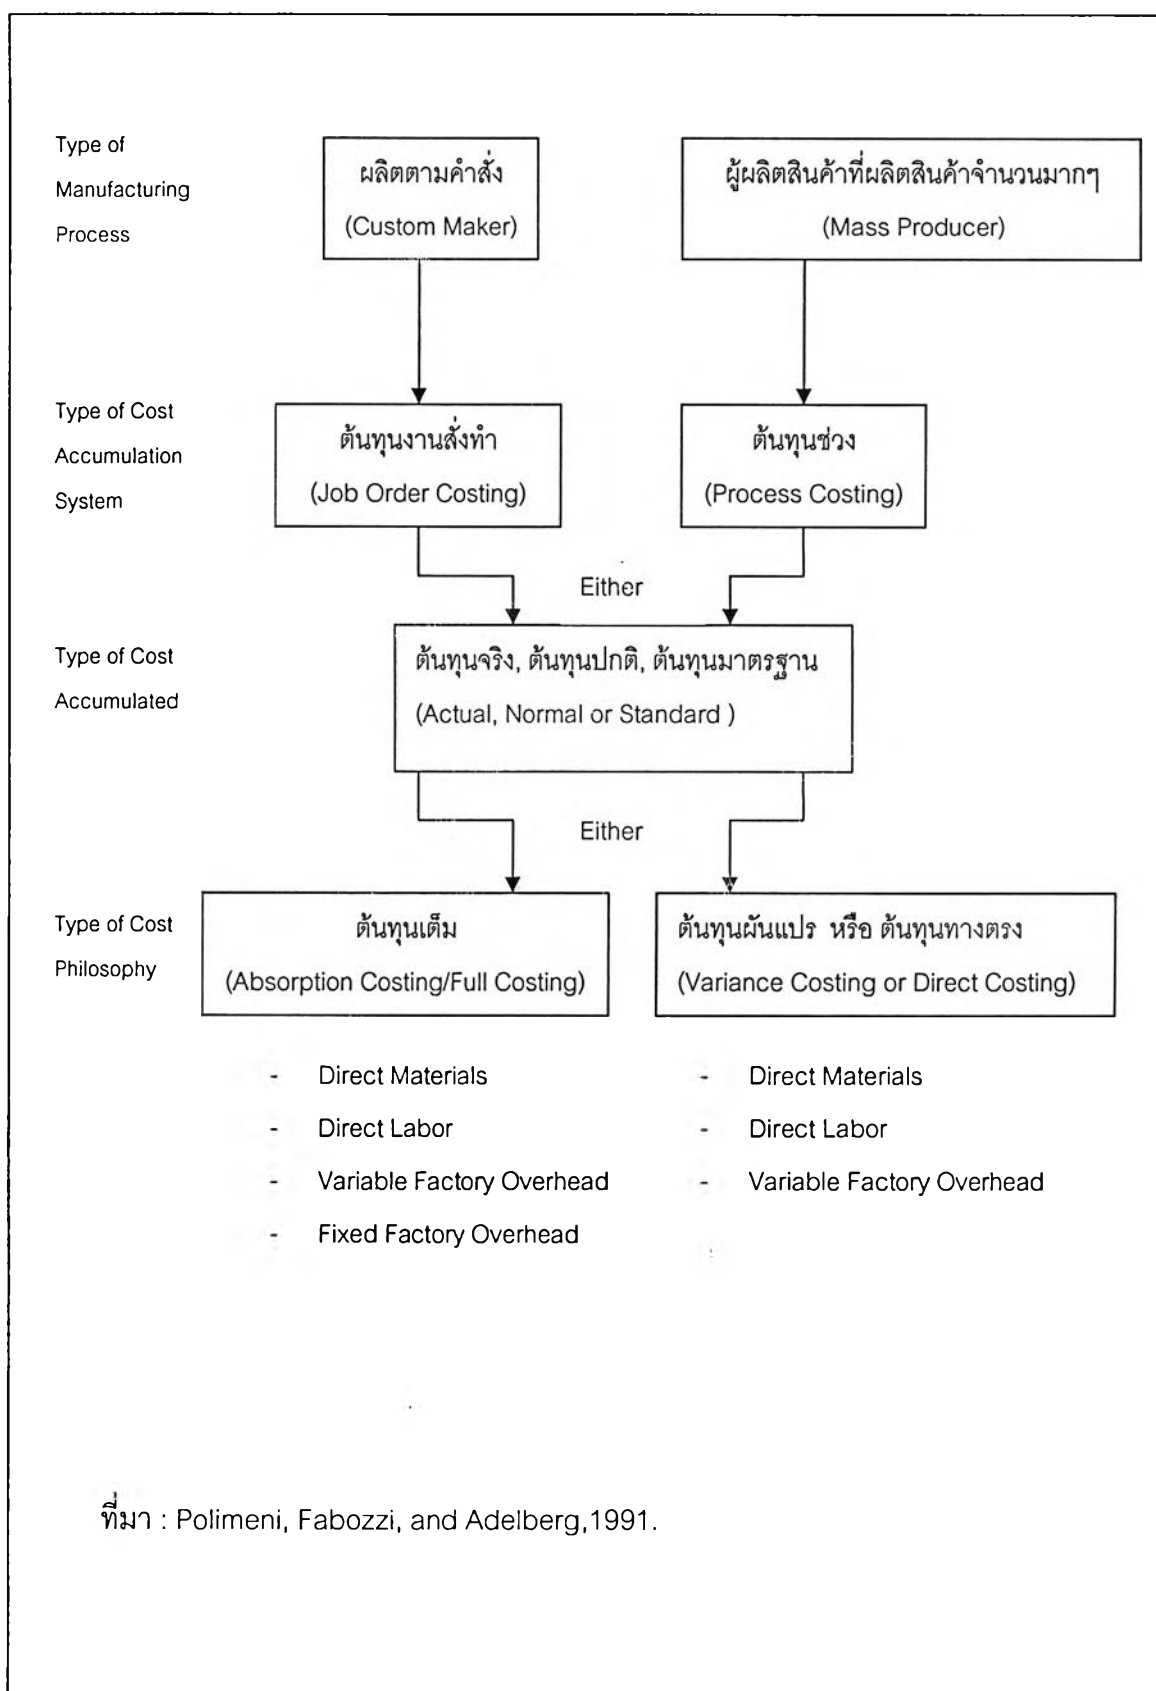 Type of
Manufacturing
Process
ผลิตตามคำสั่ง
(Custom Maker)
ผู้ผลิตสินค้าที่ผลิตสินค้าจำนวนมากๆ
(Mass Producer)
Type of Cost
Accumulation
System
ต้นทุนงานสั่งทำ
(Job Order Costing)
ต้นทุนช่วง
(Process Costing)
Either
Type of Cost
Accumulated
ต้นทุนจริง, ต้นทุนปกติ, ต้นทุนมาตรฐาน
(Actual, Normal or Standard )
Either
Type of Cost
Philosophy
ต้นทุนเต็ม
(Absorption Costing/Full Costing)
ต้นทุนผันแปร หรือ ต้นทุนทางตรง
(Variance Costing or Direct Costing)
- Direct Materials
- Direct Labor
- Variable Factory Overhead
- Fixed Factory Overhead
- Direct Materials
- Direct Labor
- Variable Factory Overhead
ที่มา : Polimeni, Fabozzi, and Adelberg,1991.